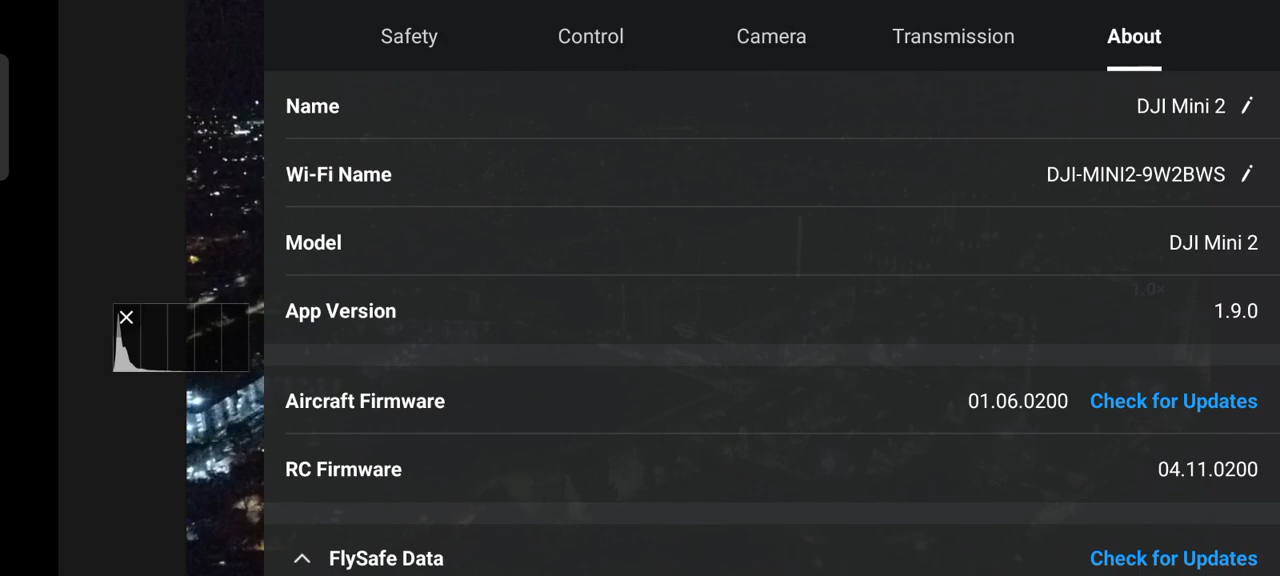 Safety Control Camera Transmission About
Name DJI Mini 2
Wi-Fi Name DJI-MINI2-9W2BWS
Model DJI Mini 2
1.0×
App Version 1.9.0
Aircraft Firmware 01.06.0200 Check for Updates
RC Firmware 04.11.0200
FlySafe Data Check for Updates